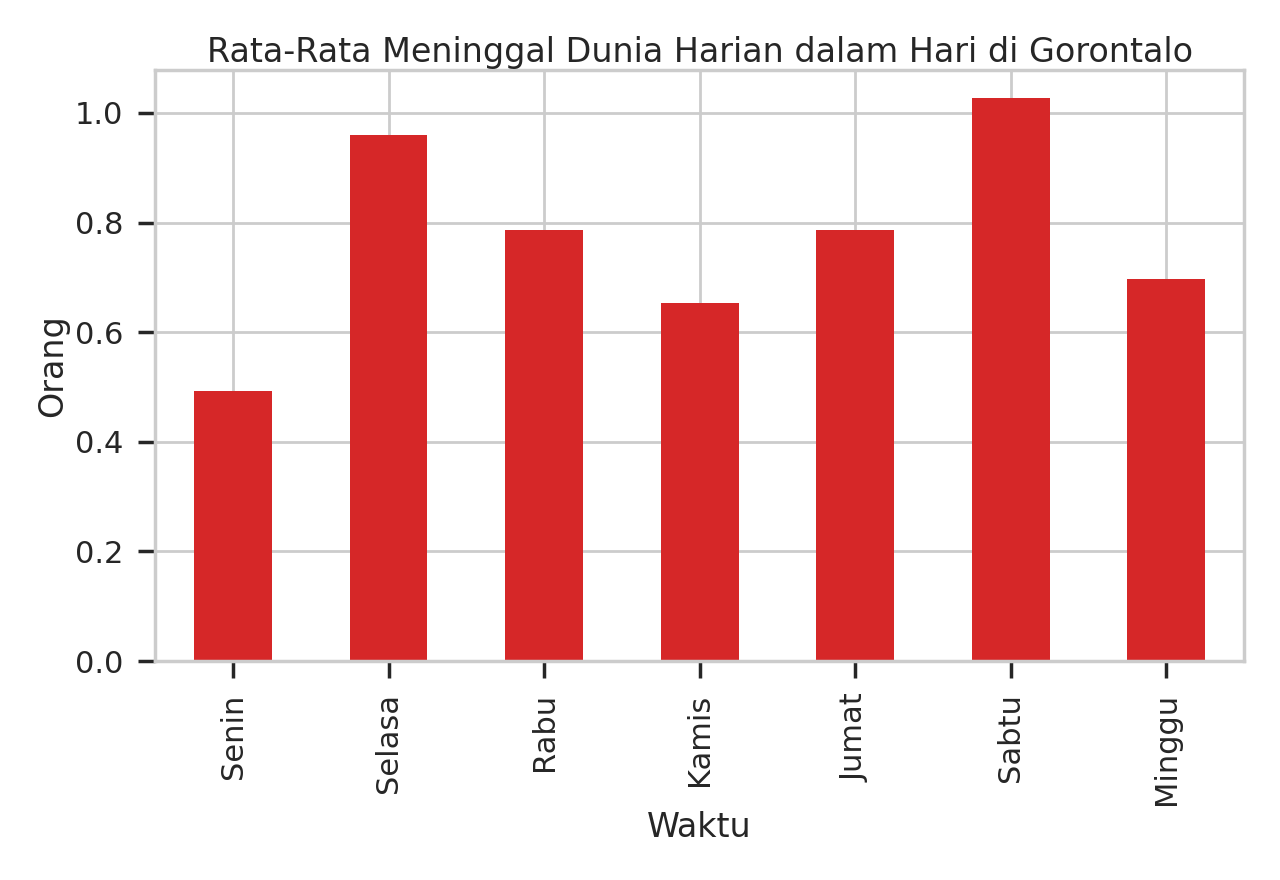 Rata-Rata Meninggal Dunia Harian dalam Hari di Gorontalo
1.0
0.8
0.6
0.4
0.2
0.0
Orang
Senin
Selasa
Rabu
Kamis
Jumat
Sabtu
Minggu
Waktu